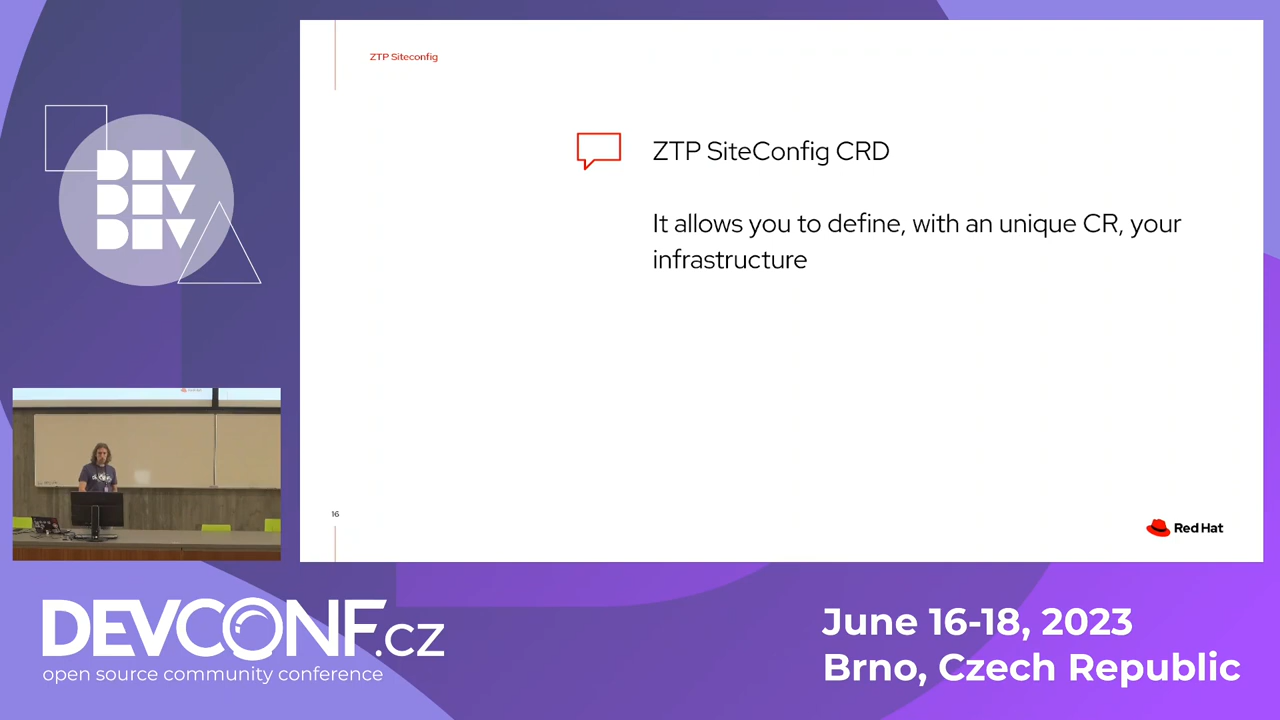 ZTP Siteconfig
ZTP SiteConfig CRD
It allows you to define, with an unique CR, your
infrastructure
16
Red Hat
DEV
DEV
DEV
DEVCONF.cz
open source community conference
June 16-18, 2023
Brno, Czech Republic